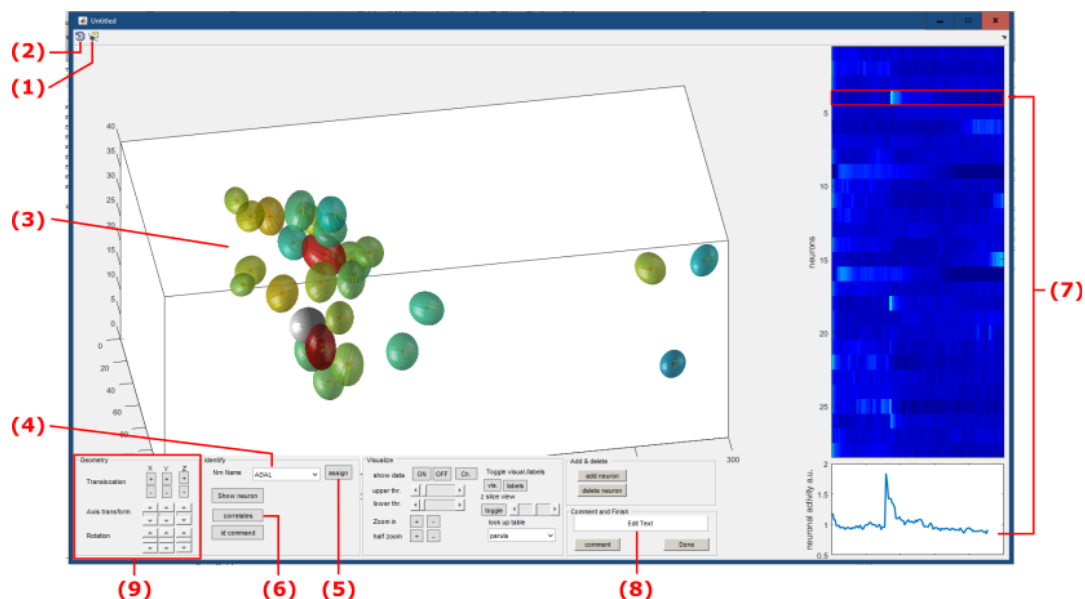 Untitled
(2)
(1)
(3)
(4)
(7)
40
35
30
25
20
15
10
5
0
0
20
40
60
300
5
10
15
20
25
neurons
2
1.5
1
0.5
neuronal activity a.u.
Geometry
X Y Z
Translocation
+ + +
- - -
Axis transform.
Rotation
Identify
Nrn Name ADAL assign
Show neuron
correlates
id command
Visualize
show data ON OFF Ch.
upper thr.
lower thr.
Zoom in + -
half zoom + -
Toggle visual./labels
vis. labels
z slice view
toggle
look up table
parula
Add & delete
add neuron
delete neuron
Comment and Finish
Edit Text
comment Done
(9)
(6)
(5)
(8)